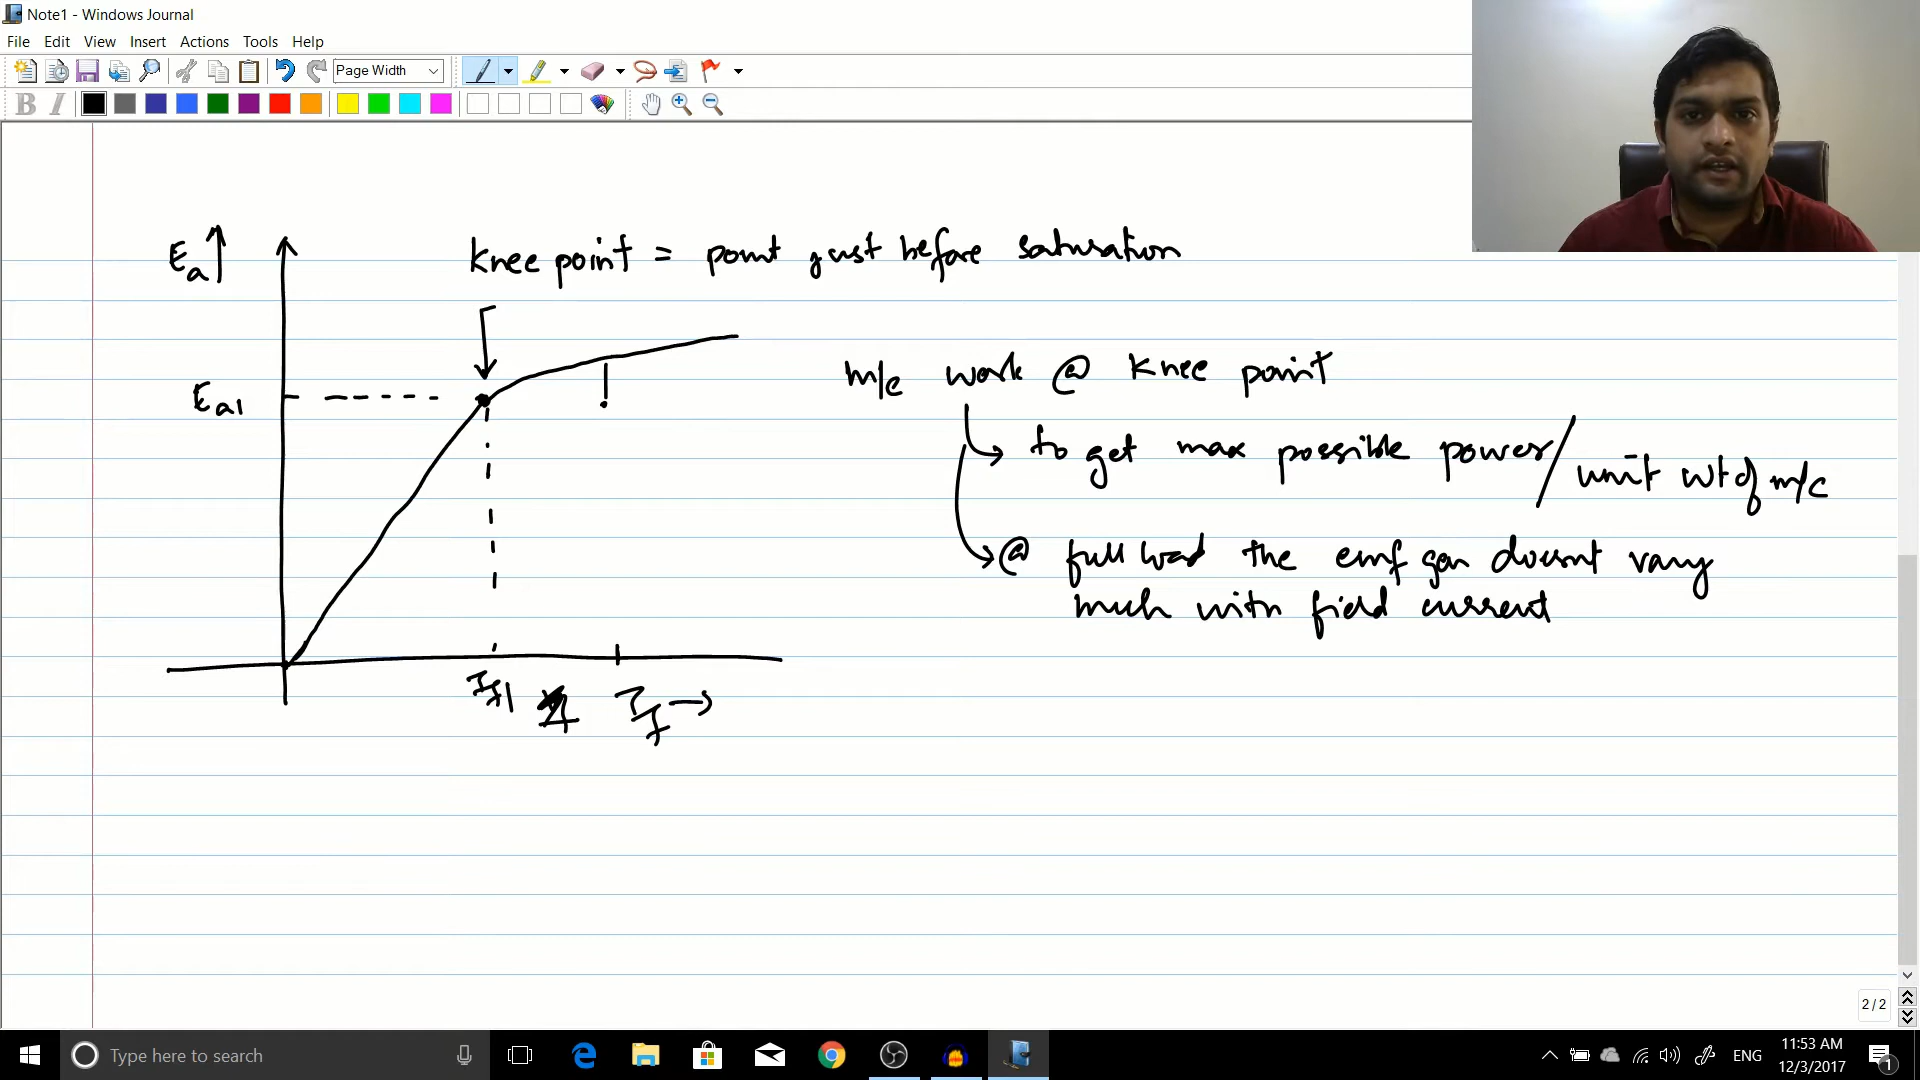 Note1 - Windows Journal
File Edit View Insert Actions Tools Help
Page Width
B I
Ea
Knee point = point just before saturation
m/c work @ Knee point
Ea1
to get max possible power/unit wt of m/c
@ full load the emf gen doesnt vary
much with field current
If1
If
2 / 2
Type here to search
ENG
11:53 AM
12/3/2017
1